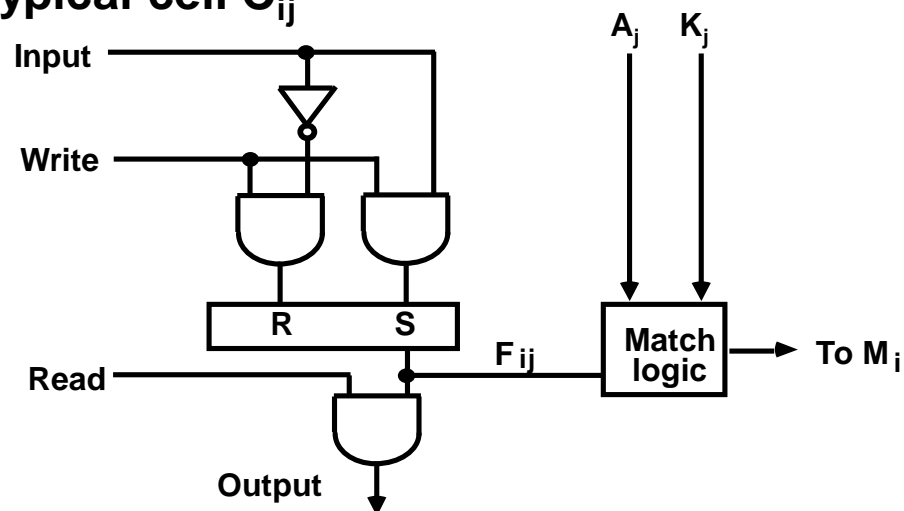 ypical cell Cij
Aj Kj
Input
Write
R S
Fij
Match
logic
To Mi
Read
Output